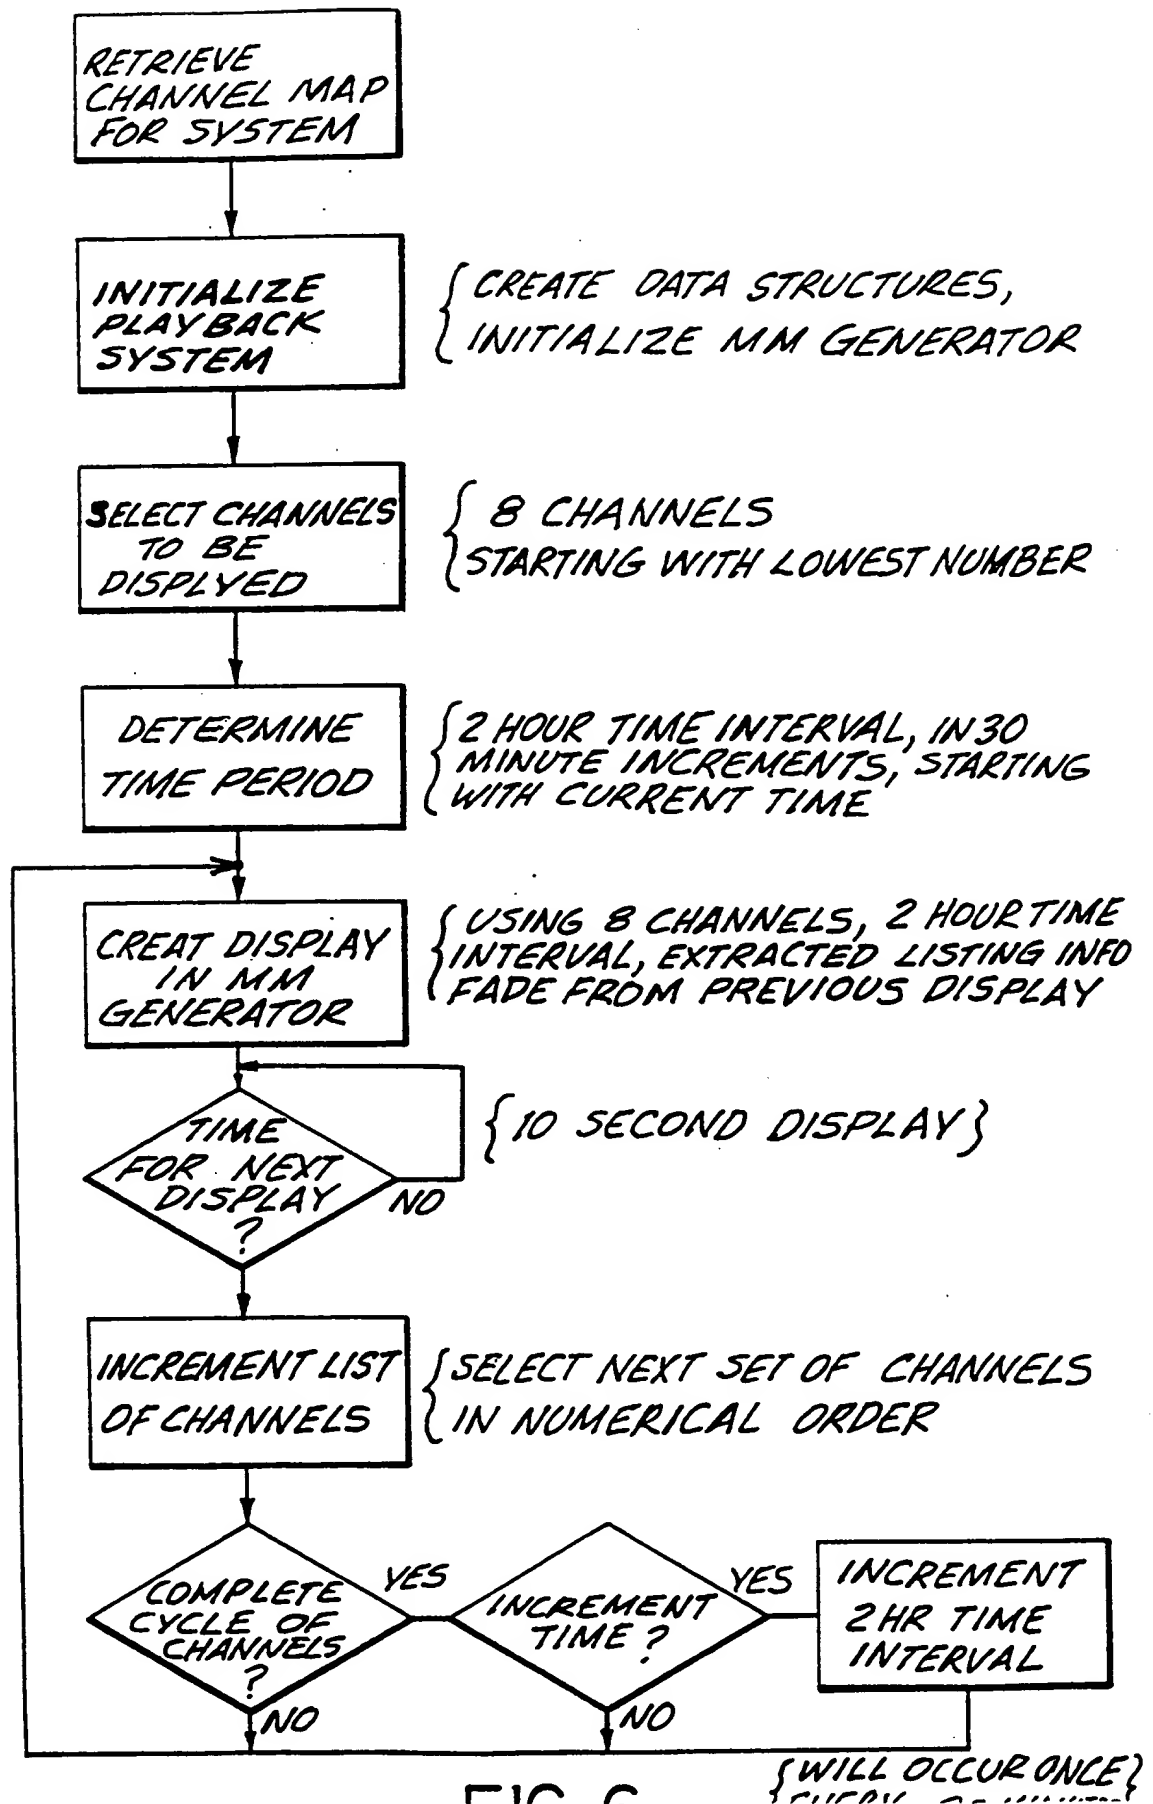 RETRIEVE
CHANNEL MAP
FOR SYSTEM
INITIALIZE
PLAYBACK
SYSTEM
{ CREATE DATA STRUCTURES,
INITIALIZE MM GENERATOR
SELECT CHANNELS
TO BE
DISPLYED
{ 8 CHANNELS
STARTING WITH LOWEST NUMBER
DETERMINE
TIME PERIOD
{ 2 HOUR TIME INTERVAL, IN 30
MINUTE INCREMENTS, STARTING
WITH CURRENT TIME
CREAT DISPLAY
IN MM
GENERATOR
{ USING 8 CHANNELS, 2 HOUR TIME
INTERVAL, EXTRACTED LISTING INFO
FADE FROM PREVIOUS DISPLAY
TIME
FOR NEXT
DISPLAY
?
NO
{ 10 SECOND DISPLAY }
INCREMENT LIST
OF CHANNELS
{ SELECT NEXT SET OF CHANNELS
IN NUMERICAL ORDER
COMPLETE
CYCLE OF
CHANNELS
?
YES
NO
INCREMENT
TIME ?
YES
NO
INCREMENT
2 HR TIME
INTERVAL
{ WILL OCCUR ONCE }
EVERY
FIG. 6